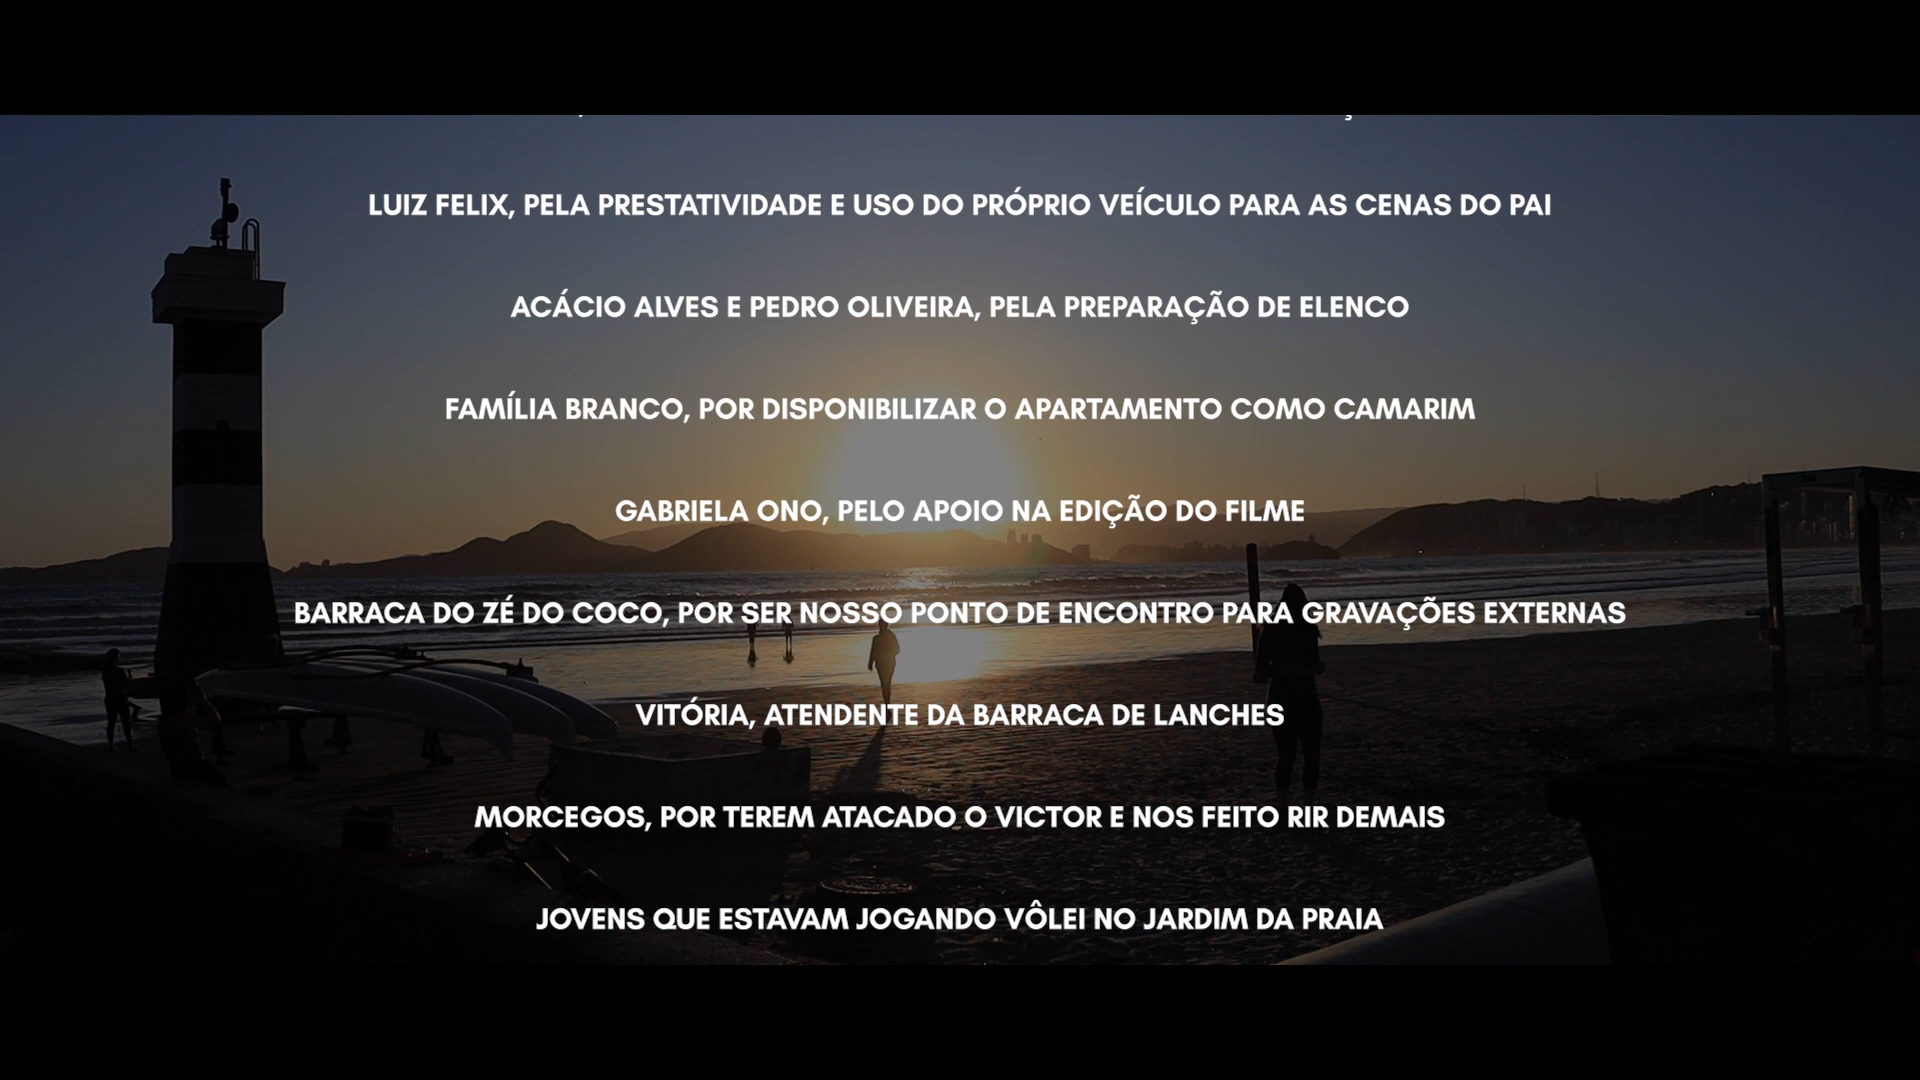 LUIZ FELIX, PELA PRESTATIVIDADE E USO DO PRÓPRIO VEÍCULO PARA AS CENAS DO PAI
ACÁCIO ALVES E PEDRO OLIVEIRA, PELA PREPARAÇÃO DE ELENCO
FAMÍLIA BRANCO, POR DISPONIBILIZAR O APARTAMENTO COMO CAMARIM
GABRIELA ONO, PELO APOIO NA EDIÇÃO DO FILME
BARRACA DO ZÉ DO COCO, POR SER NOSSO PONTO DE ENCONTRO PARA GRAVAÇÕES EXTERNAS
VITÓRIA, ATENDENTE DA BARRACA DE LANCHES
MORCEGOS, POR TEREM ATACADO O VICTOR E NOS FEITO RIR DEMAIS
JOVENS QUE ESTAVAM JOGANDO VÔLEI NO JARDIM DA PRAIA